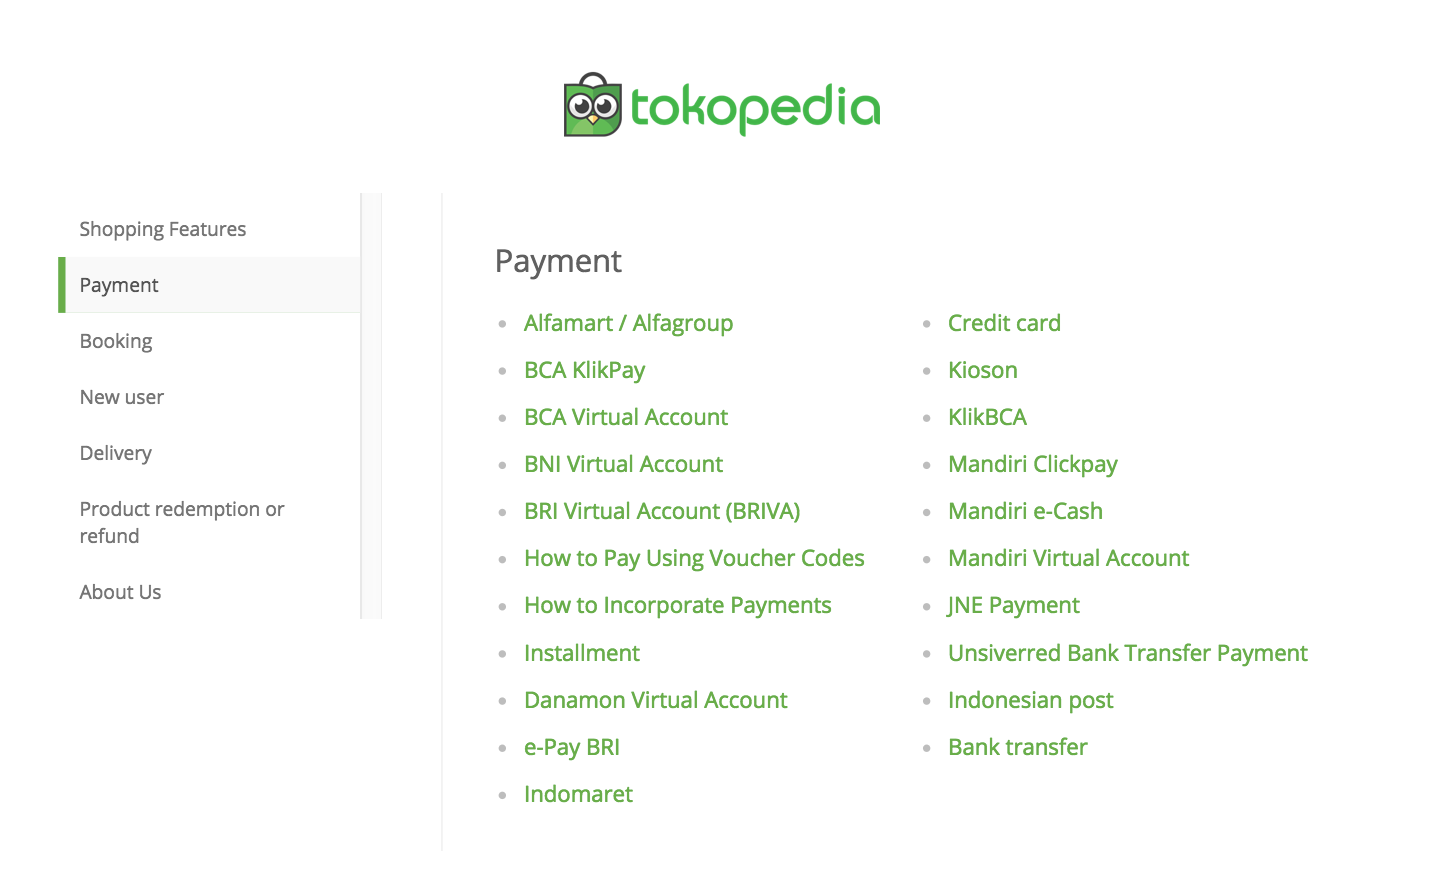 tokopedia
Shopping Features
Payment
Booking
New user
Delivery
Product redemption or
refund
About Us
Payment
Alfamart / Alfagroup
BCA KlikPay
BCA Virtual Account
BNI Virtual Account
BRI Virtual Account (BRIVA)
How to Pay Using Voucher Codes
How to Incorporate Payments
Installment
Danamon Virtual Account
e-Pay BRI
Indomaret
Credit card
Kioson
KlikBCA
Mandiri Clickpay
Mandiri e-Cash
Mandiri Virtual Account
JNE Payment
Unsiverred Bank Transfer Payment
Indonesian post
Bank transfer